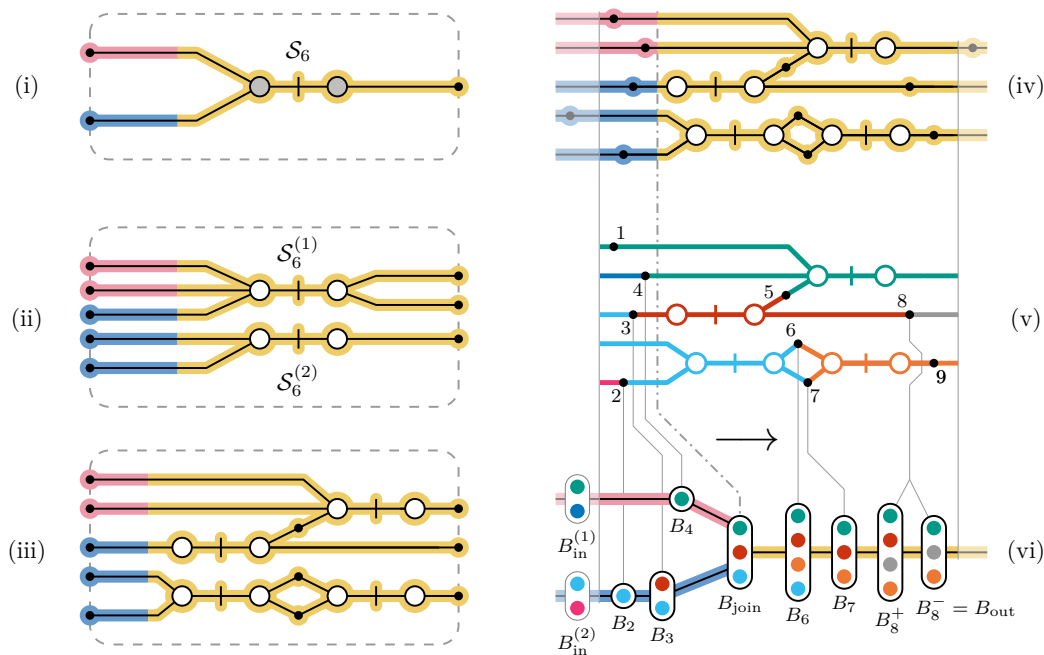 (i)
𝒮₆
(ii)
𝒮₆⁽¹⁾
𝒮₆⁽²⁾
(iii)
(iv)
1
4
5
3
8
(v)
6
2
7
9
B₄
B_in⁽¹⁾
(vi)
B_in⁽²⁾
B₂
B₃
B_join
B₆
B₇
B₈⁺
B₈⁻ = B_out